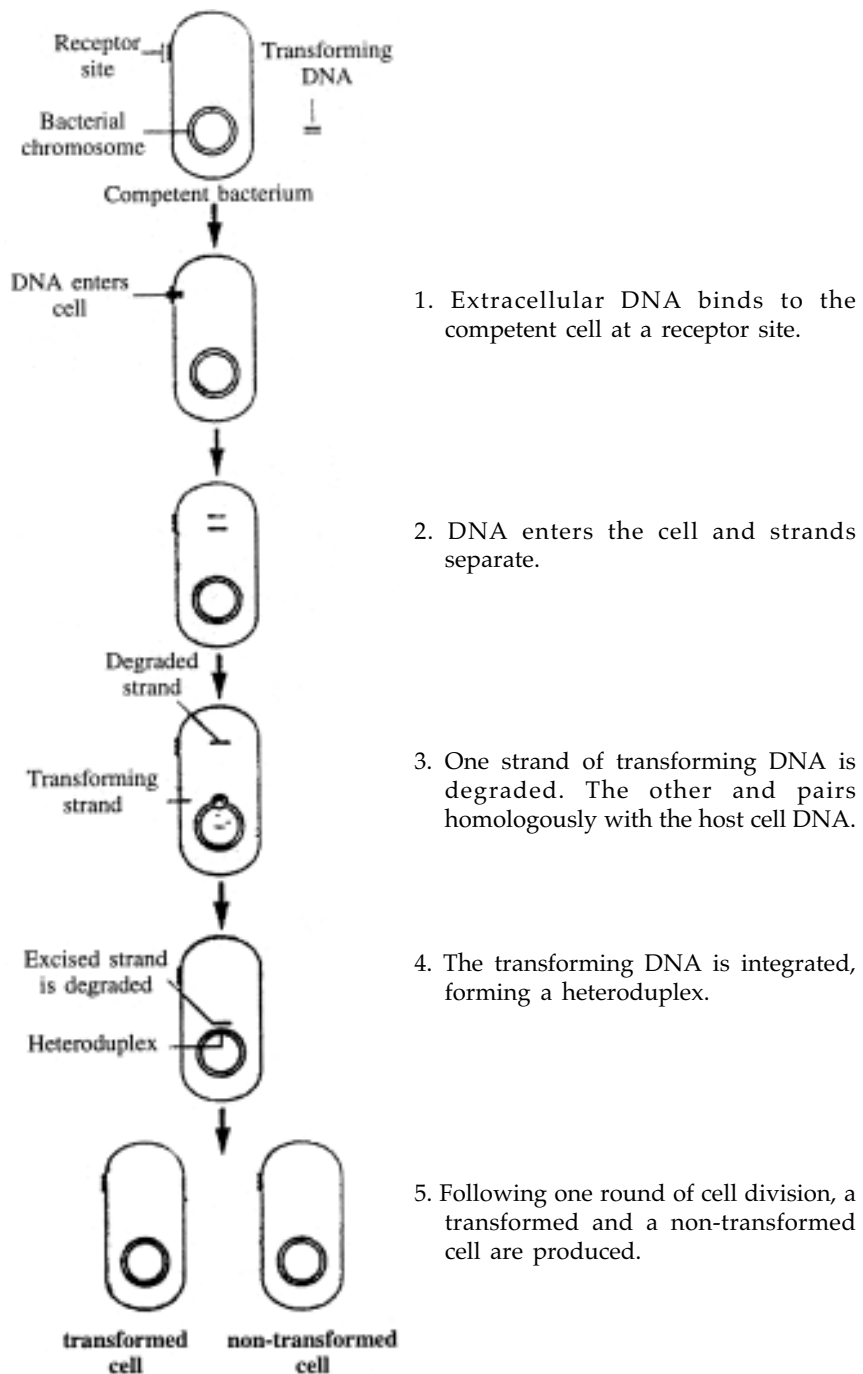 Receptor
site
Transforming
DNA
Bacterial
chromosome
Competent bacterium
DNA enters
cell
1. Extracellular DNA binds to the
competent cell at a receptor site.
2. DNA enters the cell and strands
separate.
Degraded
strand
Transforming
strand
3. One strand of transforming DNA is
degraded. The other and pairs
homologously with the host cell DNA.
Excised strand
is degraded
Heteroduplex
4. The transforming DNA is integrated,
forming a heteroduplex.
5. Following one round of cell division, a
transformed and a non-transformed
cell are produced.
transformed
cell
non-transformed
cell